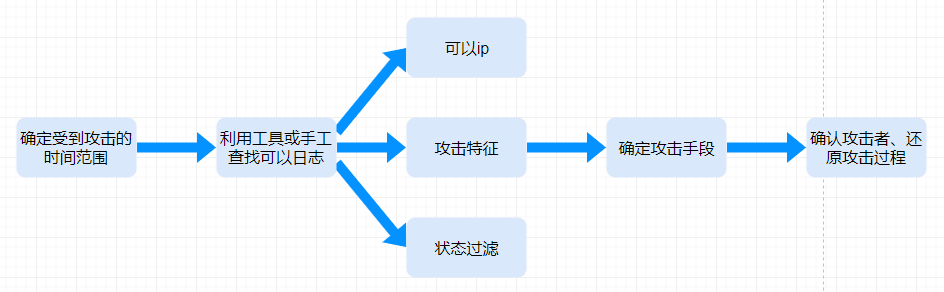 可以ip
确定受到攻击的
时间范围
利用工具或手工
查找可以日志
攻击特征
确定攻击手段
确认攻击者、还
原攻击过程
状态过滤